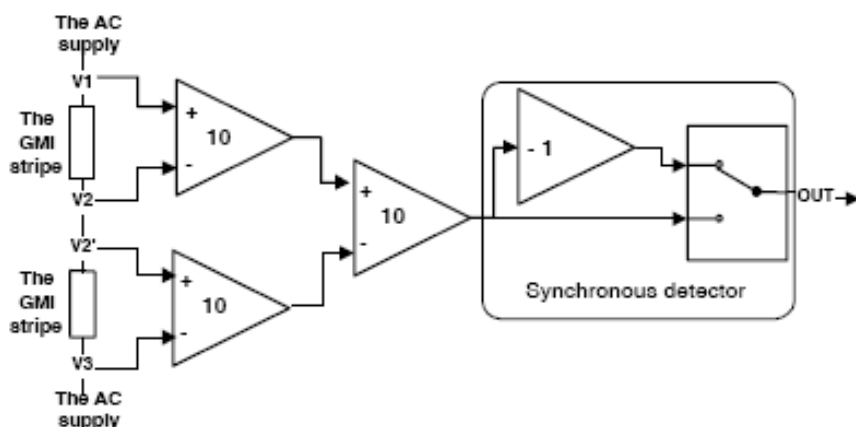 The AC
supply
V1
The
GMI
stripe
V2
+
10
-
V2'
The
GMI
stripe
V3
+
10
-
The AC
supply
+
10
-
- 1
OUT
Synchronous detector